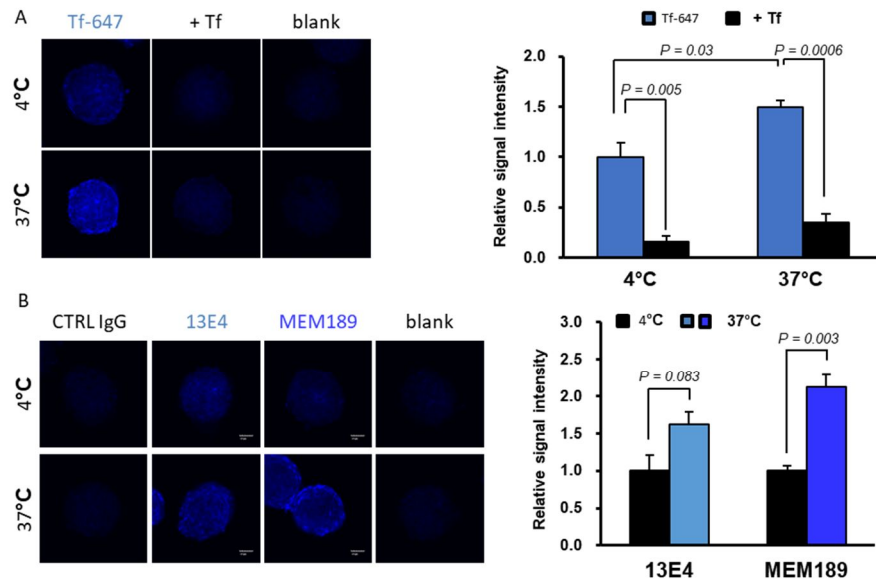 A
Tf-647 + Tf blank
4°C
37°C
Tf-647 + Tf
Relative signal intensity
2.0
1.5
1.0
0.5
0.0
P = 0.03
P = 0.0006
P = 0.005
4°C 37°C
B
CTRL IgG 13E4 MEM189 blank
4°C
37°C
4°C 37°C
Relative signal intensity
3.0
2.5
2.0
1.5
1.0
0.5
0.0
P = 0.083
P = 0.003
13E4 MEM189